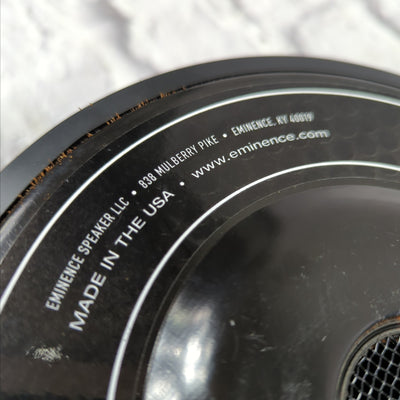 EMINENCE SPEAKER LLC • 838 MULBERRY PIKE • EMINENCE, KY 40019
MADE IN THE USA • www.eminence.com